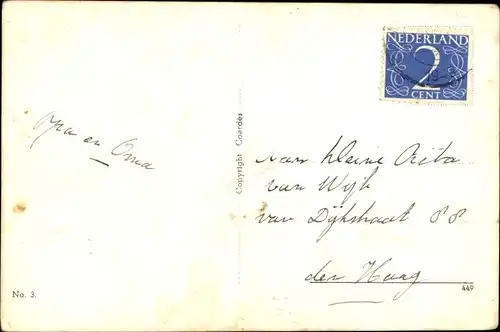 NEDERLAND
2
CENT
Opa en Oma
Copyright Coerdès
Aan kleine Rita
van Wijk
van Dijkstraat 88
den Haag
No. 3.
449